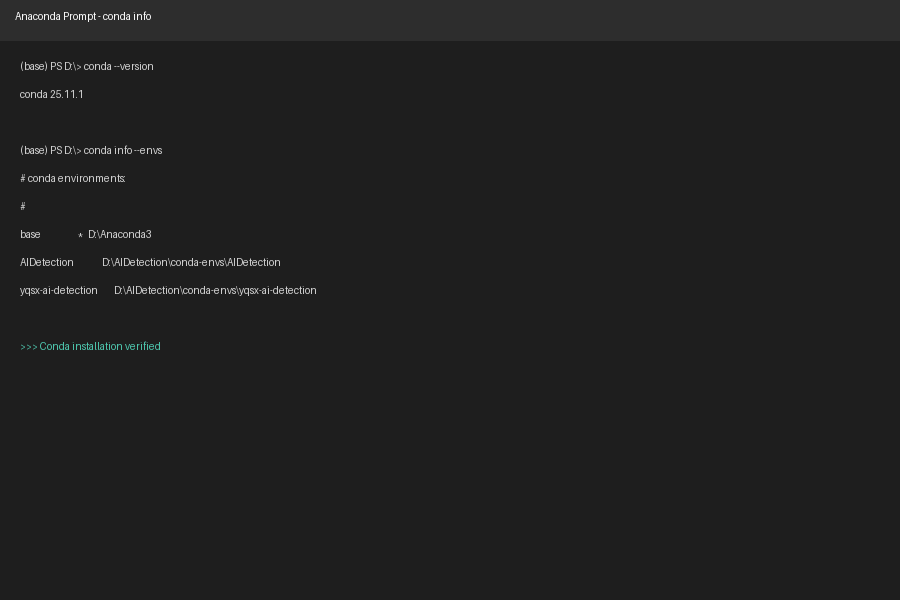 Anaconda Prompt - conda info
(base) PS D:\> conda --version
conda 25.11.1
(base) PS D:\> conda info --envs
# conda environments:
#
base * D:\Anaconda3
AIDetection D:\AIDetection\conda-envs\AIDetection
yqsx-ai-detection D:\AIDetection\conda-envs\yqsx-ai-detection
>>> Conda installation verified